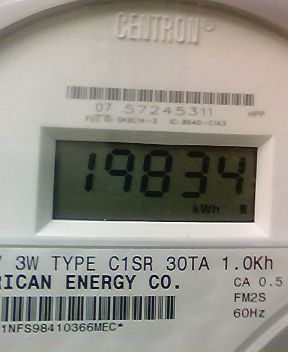 CENTRON®
07 57245311
HPP
19834
kWh
3W TYPE C1SR 30TA 1.0Kh
RICAN ENERGY CO.
CA 0.5
FM2S
60Hz
1NFS98410366MEC*